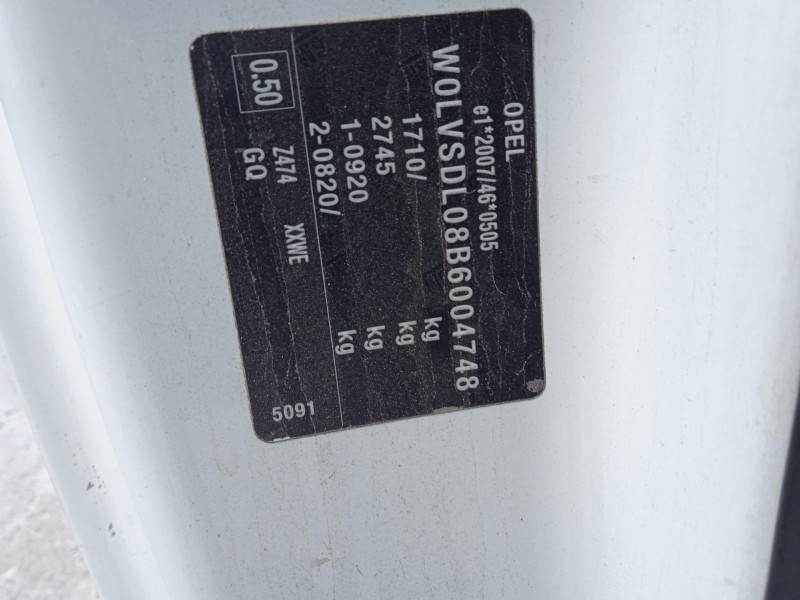 OPEL
e1*2007/46*0505
W0LVSDL08B6004748
1710/ kg
2745 kg
1-0920 kg
2-0820/ kg
Z474 XXWE
0.50 GQ
5091